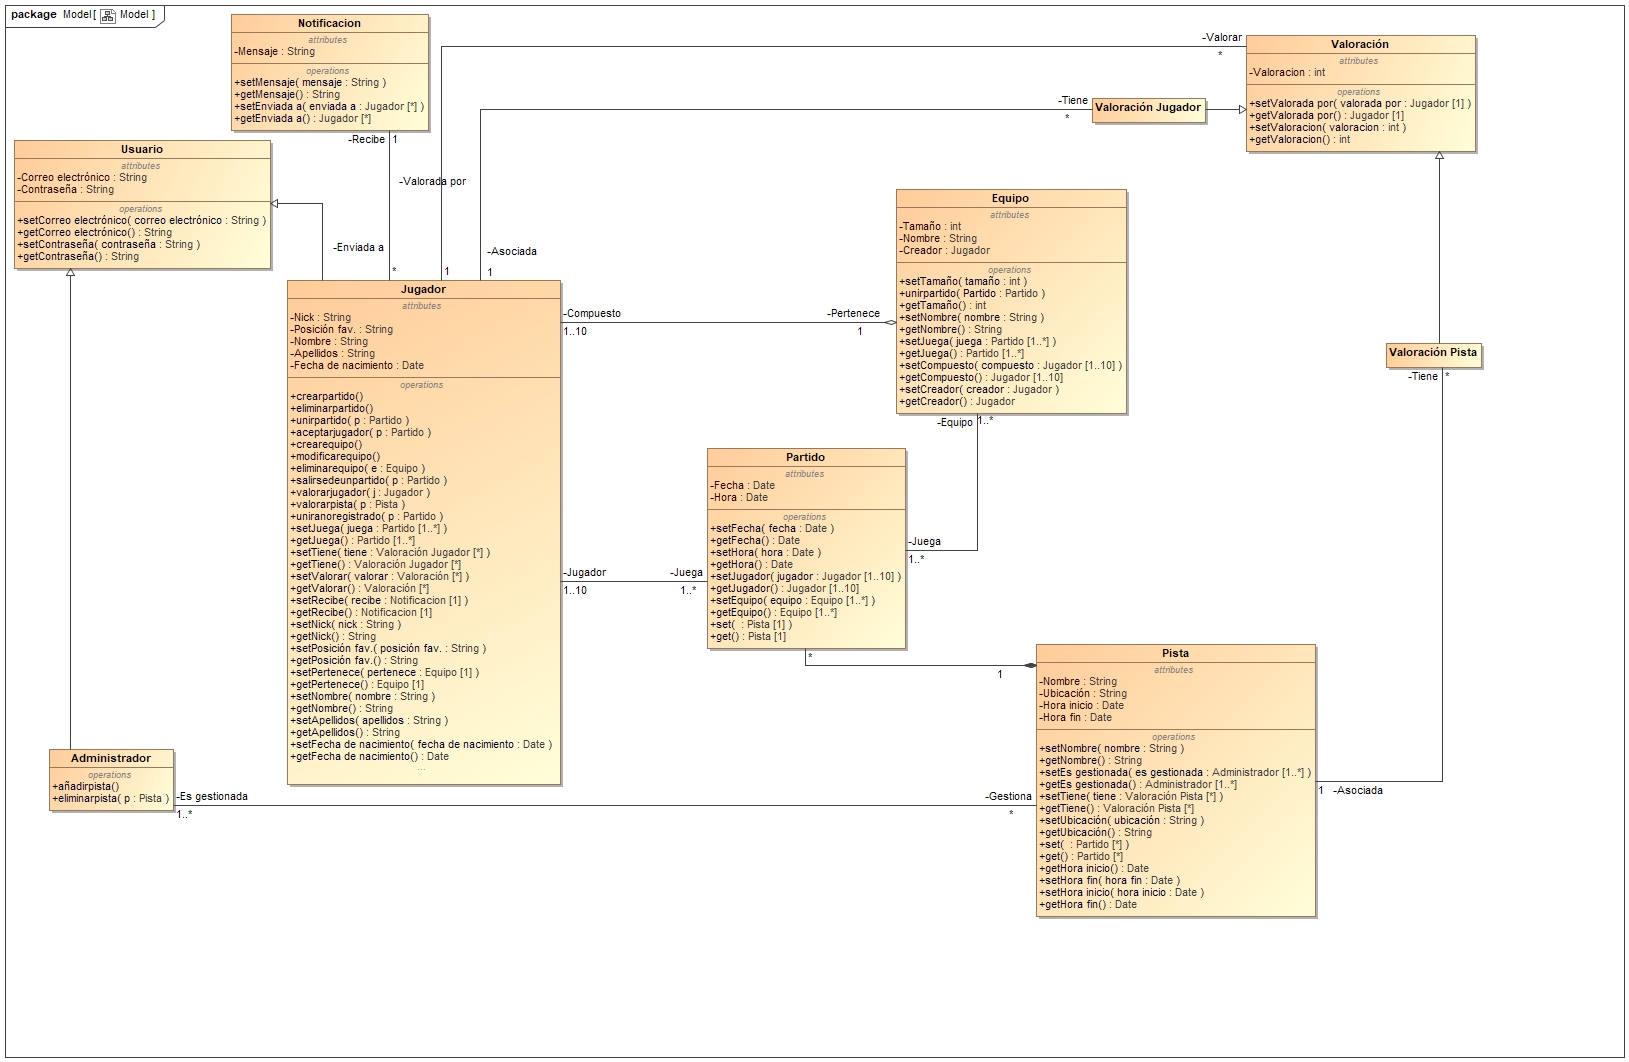 package Model[ Model ]
Notificacion
attributes
-Mensaje : String
operations
+setMensaje( mensaje : String )
+getMensaje() : String
+setEnviada a( enviada a : Jugador [*] )
+getEnviada a() : Jugador [*]
-Recibe 1
-Enviada a
*
Usuario
attributes
-Correo electrónico : String
-Contraseña : String
operations
+setCorreo electrónico( correo electrónico : String )
+getCorreo electrónico() : String
+setContraseña( contraseña : String )
+getContraseña() : String
-Valorar
*
-Valorada por
1
-Tiene
*
-Asociada
1
Valoración Jugador
Valoración
attributes
-Valoracion : int
operations
+setValorada por( valorada por : Jugador [1] )
+getValorada por() : Jugador [1]
+setValoracion( valoracion : int )
+getValoracion() : int
Equipo
attributes
-Tamaño : int
-Nombre : String
-Creador : Jugador
operations
+setTamaño( tamaño : int )
+unirpartido( Partido : Partido )
+getTamaño() : int
+setNombre( nombre : String )
+getNombre() : String
+setJuega( juega : Partido [1..*] )
+getJuega() : Partido [1..*]
+setCompuesto( compuesto : Jugador [1..10] )
+getCompuesto() : Jugador [1..10]
+setCreador( creador : Jugador )
+getCreador() : Jugador
-Equipo 1..*
-Juega
1..*
-Compuesto
1..10
-Pertenece
1
Jugador
attributes
-Nick : String
-Posición fav. : String
-Nombre : String
-Apellidos : String
-Fecha de nacimiento : Date
operations
+crearpartido()
+eliminarpartido()
+unirpartido( p : Partido )
+aceptarjugador( p : Partido )
+crearequipo()
+modificarequipo()
+eliminarequipo( e : Equipo )
+salirsedeunpartido( p : Partido )
+valorarjugador( j : Jugador )
+valorarpista( p : Pista )
+uniranoregistrado( p : Partido )
+setJuega( juega : Partido [1..*] )
+getJuega() : Partido [1..*]
+setTiene( tiene : Valoración Jugador [*] )
+getTiene() : Valoración Jugador [*]
+setValorar( valorar : Valoración [*] )
+getValorar() : Valoración [*]
+setRecibe( recibe : Notificacion [1] )
+getRecibe() : Notificacion [1]
+setNick( nick : String )
+getNick() : String
+setPosición fav.( posición fav. : String )
+getPosición fav.() : String
+setPertenece( pertenece : Equipo [1] )
+getPertenece() : Equipo [1]
+setNombre( nombre : String )
+getNombre() : String
+setApellidos( apellidos : String )
+getApellidos() : String
+setFecha de nacimiento( fecha de nacimiento : Date )
+getFecha de nacimiento() : Date
...
-Jugador
1..10
-Juega
1..*
Partido
attributes
-Fecha : Date
-Hora : Date
operations
+setFecha( fecha : Date )
+getFecha() : Date
+setHora( hora : Date )
+getHora() : Date
+setJugador( jugador : Jugador [1..10] )
+getJugador() : Jugador [1..10]
+setEquipo( equipo : Equipo [1..*] )
+getEquipo() : Equipo [1..*]
+set( : Pista [1] )
+get() : Pista [1]
*
1
Valoración Pista
-Tiene *
1 -Asociada
Pista
attributes
-Nombre : String
-Ubicación : String
-Hora inicio : Date
-Hora fin : Date
operations
+setNombre( nombre : String )
+getNombre() : String
+setEs gestionada( es gestionada : Administrador [1..*] )
+getEs gestionada() : Administrador [1..*]
+setTiene( tiene : Valoración Pista [*] )
+getTiene() : Valoración Pista [*]
+setUbicación( ubicación : String )
+getUbicación() : String
+set( : Partido [*] )
+get() : Partido [*]
+getHora inicio() : Date
+setHora fin( hora fin : Date )
+setHora inicio( hora inicio : Date )
+getHora fin() : Date
Administrador
operations
+añadirpista()
+eliminarpista( p : Pista )
-Es gestionada
1..*
-Gestiona
*